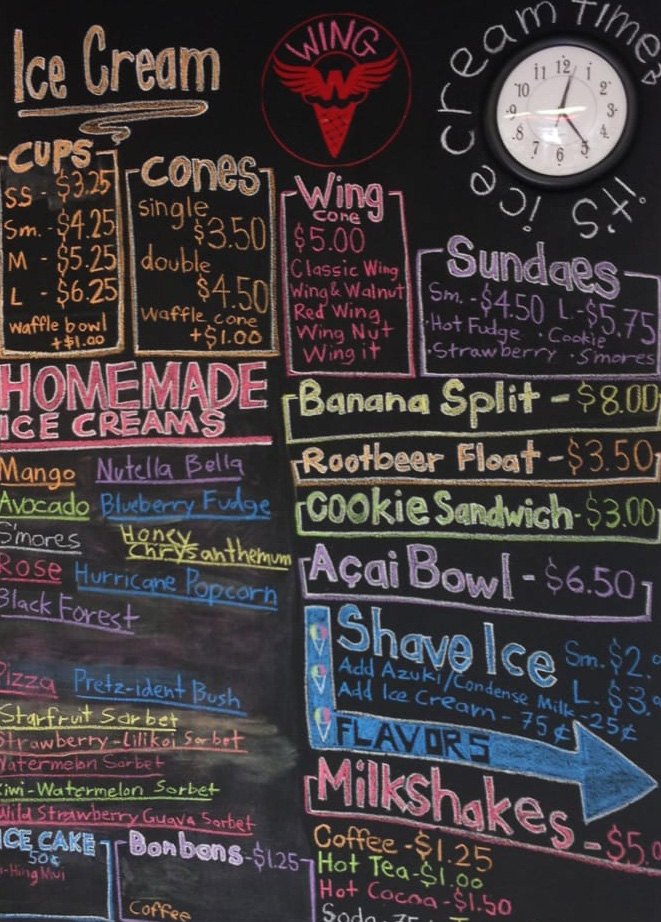 Ice Cream
WING
W
it's ice cream time
12
1
2
3
4
5
6
7
8
9
10
11
CUPS
SS - $3.25
Sm. - $4.25
M - $5.25
L - $6.25
Waffle bowl
+$1.00
cones
single
$3.50
double
$4.50
Waffle cone
+$1.00
Wing
cone
$5.00
Classic Wing
Wing & Walnut
Red Wing
Wing Nut
Wing it
Sundaes
Sm. - $4.50 L - $5.75
·Hot Fudge ·Cookie
·Strawberry ·S'mores
HOMEMADE
ICE CREAMS
Mango Nutella Bella
Avocado Blueberry Fudge
S'mores Honey
Chrysanthemum
Rose Hurricane Popcorn
Black Forest
Pizza Pretz-ident Bush
Starfruit Sorbet
Strawberry-Lilikoi Sorbet
Watermelon Sorbet
Kiwi-Watermelon Sorbet
Wild Strawberry Guava Sorbet
ICE CAKE
50¢
Hing Mui
Bonbons - $1.25
Coffee
Banana Split - $8.00
Rootbeer Float - $3.50
Cookie Sandwich - $3.00
Açai Bowl - $6.50
Shave Ice Sm. $2.
L. $3.
Add Azuki/Condense Milk - 25¢
Add Ice Cream - 75¢
FLAVORS
Milkshakes - $5.
Coffee - $1.25
Hot Tea - $1.00
Hot Cocoa - $1.50
Soda